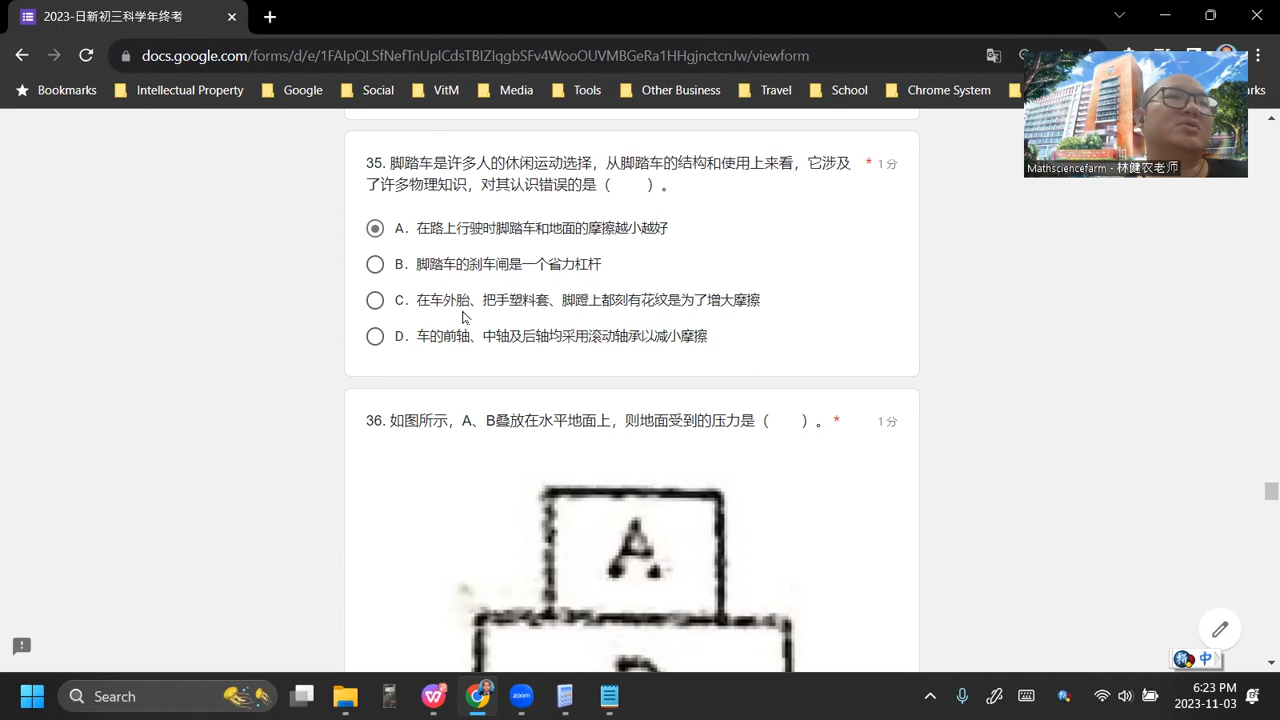 2023-日新初三科学年终考
docs.google.com/forms/d/e/1FAIpQLSfNefTnUpICdsTBIZIqgbSEv4WooOUVMBGeRa1HHgjnctcnJw/viewform
Bookmarks Intellectual Property Google Social VitM Media Tools Other Business Travel School Chrome System
Mathsciencefarm - 林健农老师
35. 脚踏车是许多人的休闲运动选择，从脚踏车的结构和使用上来看，它涉及 * 1 分
了许多物理知识，对其认识错误的是（ ）。
A．在路上行驶时脚踏车和地面的摩擦越小越好
B．脚踏车的刹车闸是一个省力杠杆
C．在车外胎、把手塑料套、脚蹬上都刻有花纹是为了增大摩擦
D．车的前轴、中轴及后轴均采用滚动轴承以减小摩擦
36. 如图所示，A、B叠放在水平地面上，则地面受到的压力是（ ）。 * 1 分
A
中
Search
zoom
6:23 PM
2023-11-03